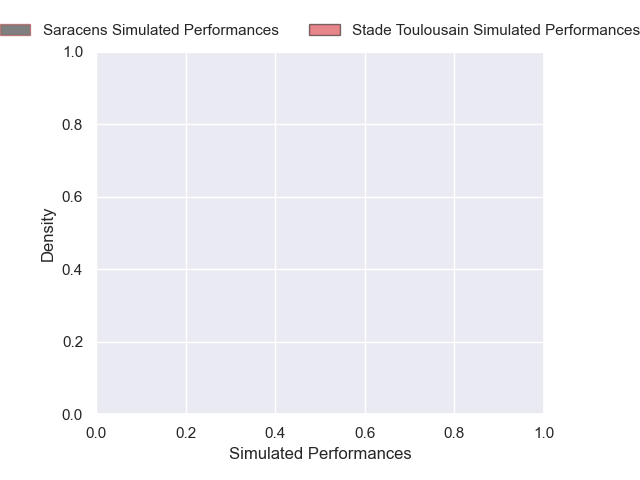 Saracens Simulated Performances Stade Toulousain Simulated Performances
1.0
0.8
0.6
0.4
0.2
0.0
Density
0.0 0.2 0.4 0.6 0.8 1.0
Simulated Performances